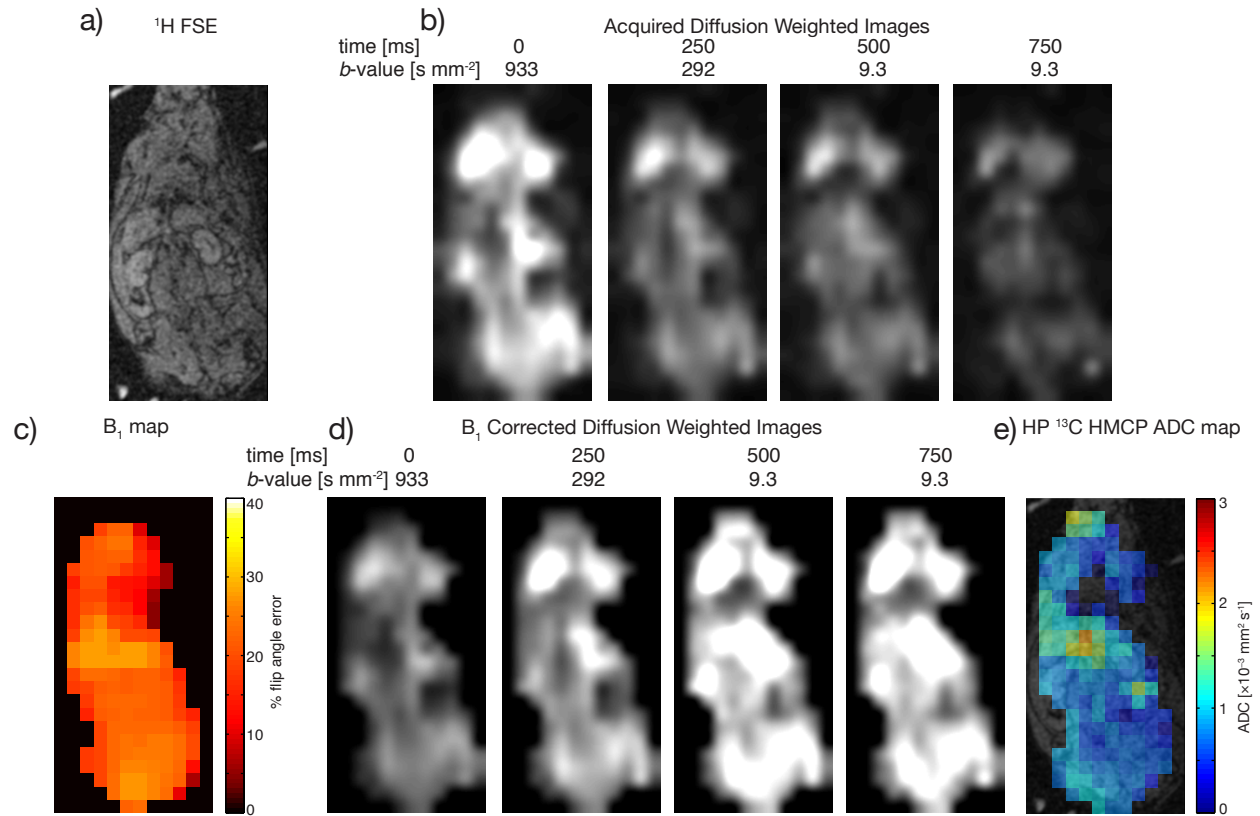 a)
¹H FSE
b)
Acquired Diffusion Weighted Images
time [ms] 0 250 500 750
b-value [s mm⁻²] 933 292 9.3 9.3
c)
B₁ map
40
30
20
10
0
% flip angle error
d)
B₁ Corrected Diffusion Weighted Images
time [ms] 0 250 500 750
b-value [s mm⁻²] 933 292 9.3 9.3
e) HP ¹³C HMCP ADC map
3
2
1
0
ADC [×10⁻³ mm² s⁻¹]